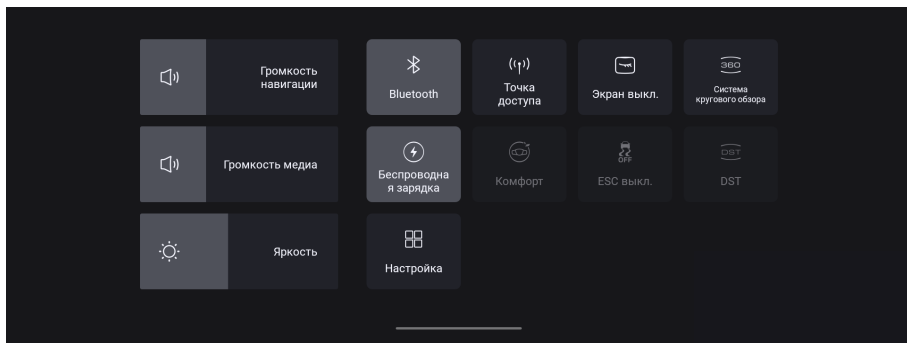 Громкость
навигации
Bluetooth
Точка
доступа
Экран выкл.
360
Система
кругового обзора
Громкость медиа
Беспроводна
я зарядка
Комфорт
OFF
ESC выкл.
DST
DST
Яркость
Настройка